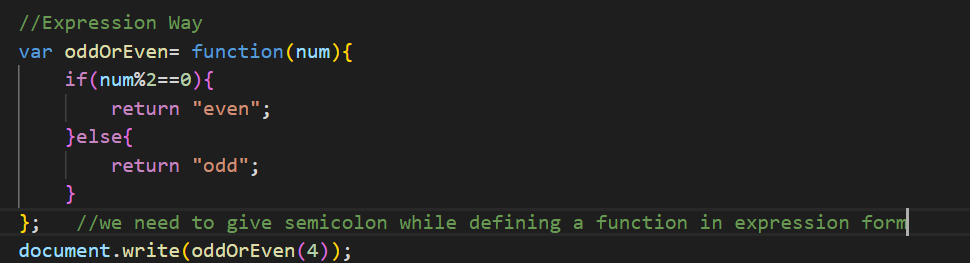 //Expression Way
var oddOrEven= function(num){
    if(num%2==0){
        return "even";
    }else{
        return "odd";
    }
};   //we need to give semicolon while defining a function in expression form
document.write(oddOrEven(4));